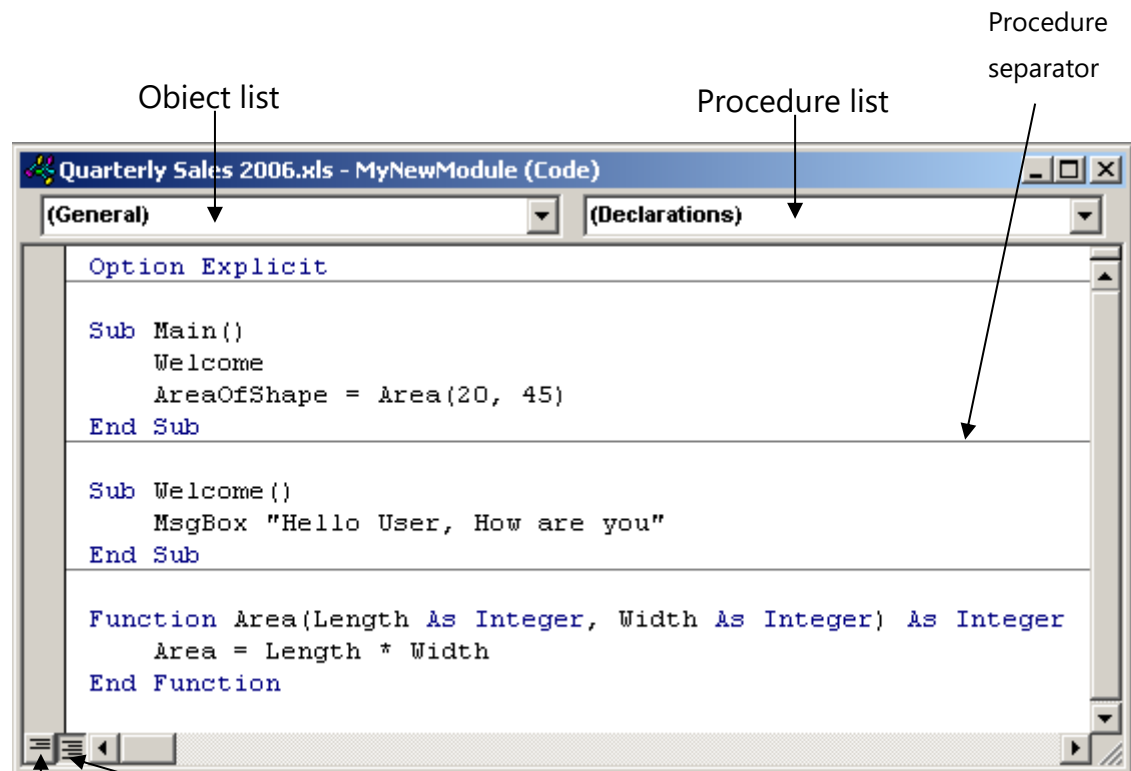 Procedure
separator
Object list
Procedure list
Quarterly Sales 2006.xls - MyNewModule (Code)
(General)
(Declarations)
Option Explicit
Sub Main()
Welcome
AreaOfShape = Area(20, 45)
End Sub
Sub Welcome()
MsgBox "Hello User, How are you"
End Sub
Function Area(Length As Integer, Width As Integer) As Integer
Area = Length * Width
End Function